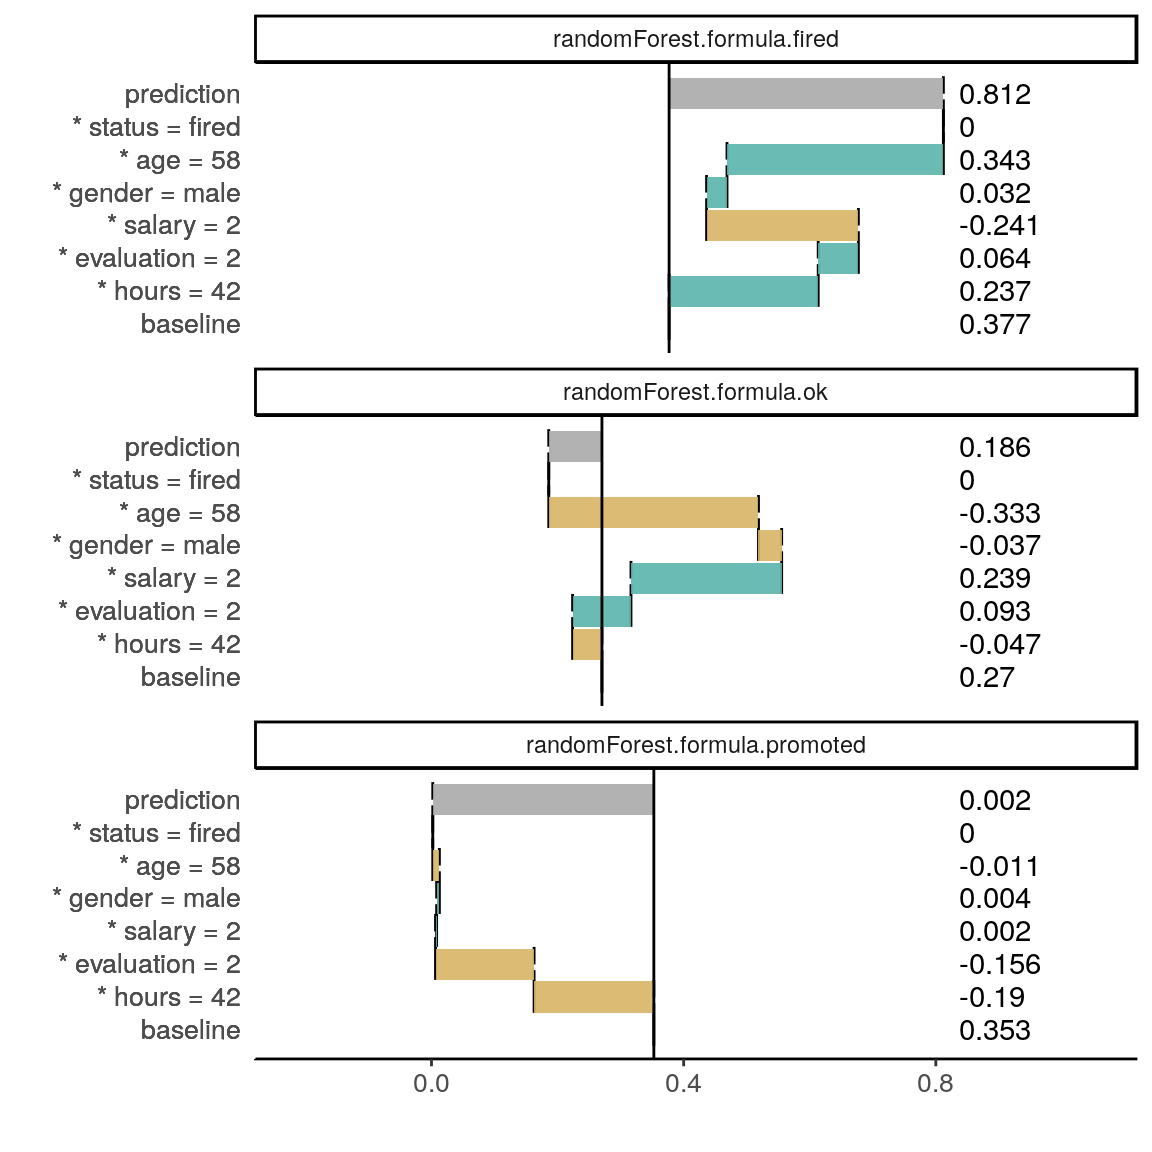 randomForest.formula.fired
prediction 0.812
* status = fired 0
* age = 58 0.343
* gender = male 0.032
* salary = 2 -0.241
* evaluation = 2 0.064
* hours = 42 0.237
baseline 0.377
randomForest.formula.ok
prediction 0.186
* status = fired 0
* age = 58 -0.333
* gender = male -0.037
* salary = 2 0.239
* evaluation = 2 0.093
* hours = 42 -0.047
baseline 0.27
randomForest.formula.promoted
prediction 0.002
* status = fired 0
* age = 58 -0.011
* gender = male 0.004
* salary = 2 0.002
* evaluation = 2 -0.156
* hours = 42 -0.19
baseline 0.353
0.0 0.4 0.8